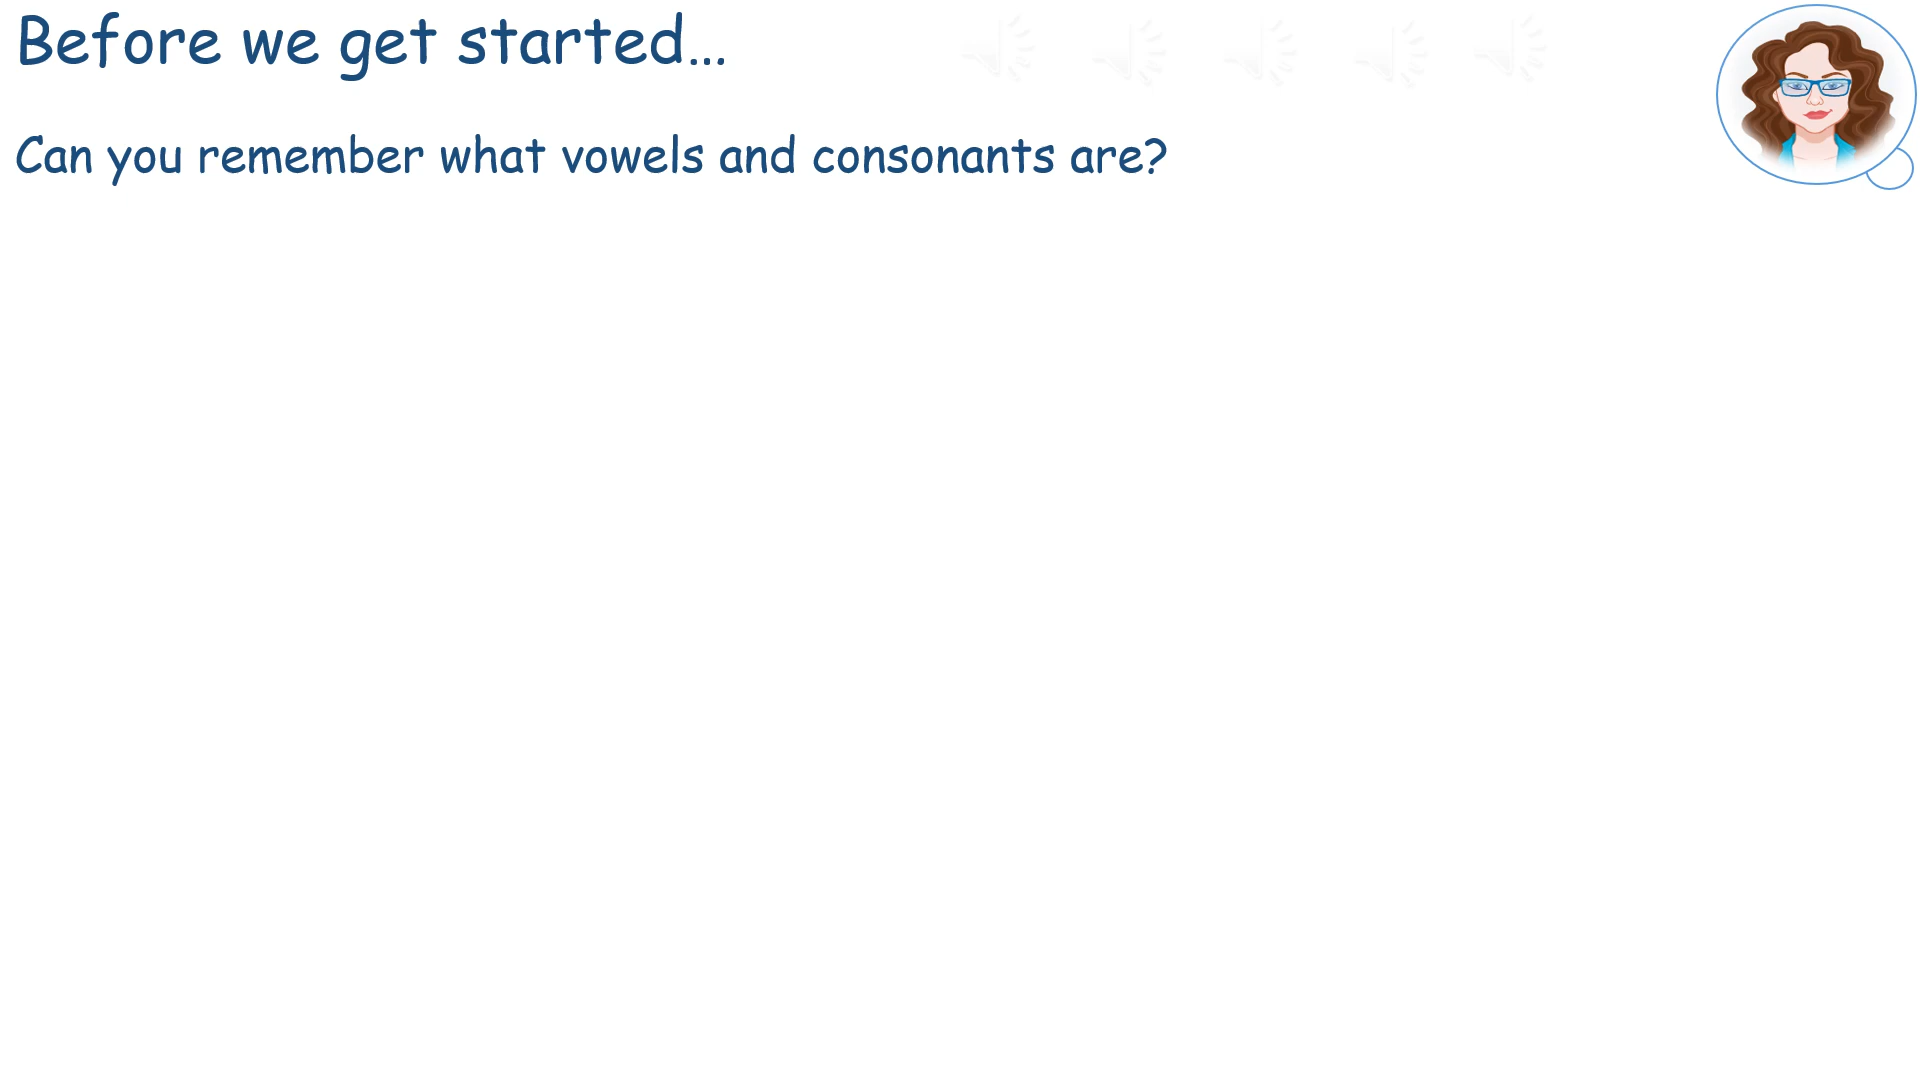 Before we get started…
Can you remember what vowels and consonants are?